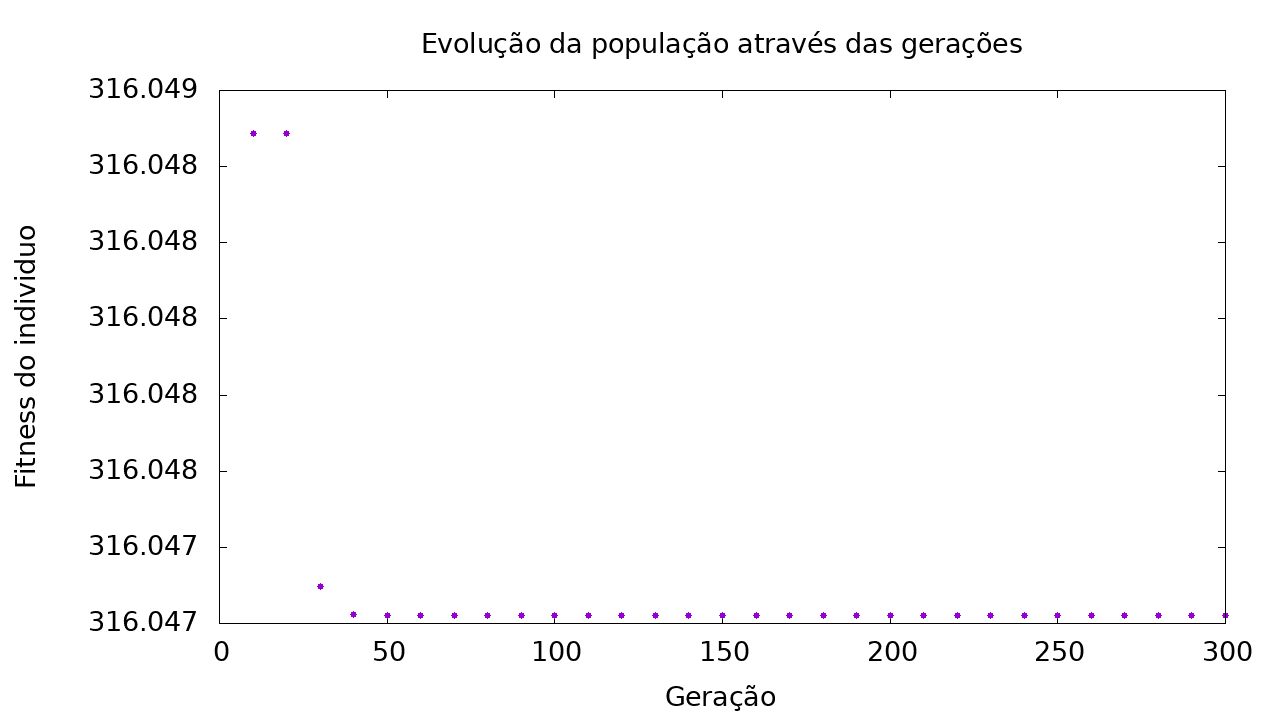 Evolução da população através das gerações
316.049
316.048
316.048
316.048
316.048
316.048
316.047
316.047
Fitness do individuo
0 50 100 150 200 250 300
Geração